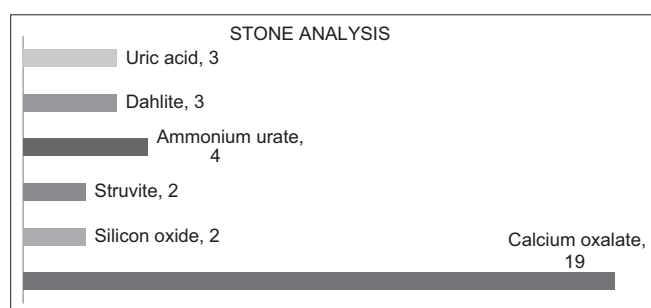 STONE ANALYSIS
Uric acid, 3
Dahlite, 3
Ammonium urate,
4
Struvite, 2
Silicon oxide, 2
Calcium oxalate,
19